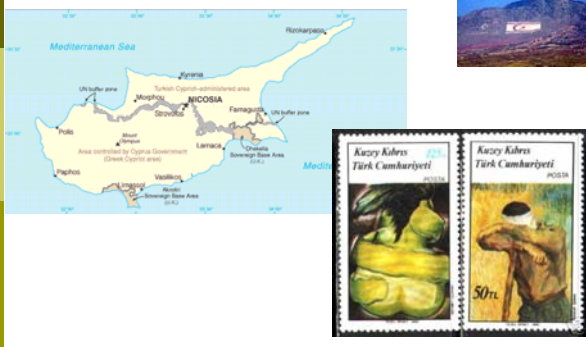 Mediterranean Sea
Rizokarpaso
Kyrenia
Turkish Cypriot-administered area
UN buffer zone
Morphou
NICOSIA
Strovolos
Famagusta
UN buffer zone
Polis
Mount
Olympus
Area controlled by Cyprus Government
(Greek Cypriot area)
Larnaca
Dhekelia
Sovereign Base Area
(U.K.)
Paphos
Vasilikos
Limassol
Akrotiri
Sovereign Base Area
(U.K.)
Kuzey Kıbrıs
Türk Cumhuriyeti
POSTA
Kuzey Kıbrıs
Türk Cumhuriyeti
POSTA
50TL